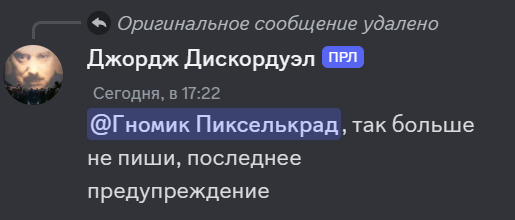 Оригинальное сообщение удалено
Джордж Дискордуэл ПРЛ
Сегодня, в 17:22
@Гномик Пикселькрад, так больше
не пиши, последнее
предупреждение